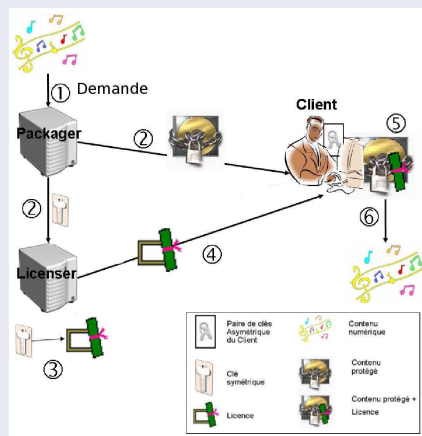 ① Demande
Packager
②
Client
⑤
②
⑥
④
Licenser
③
Paire de clés
Asymétrique
du Client
Contenu
numérique
Clé
symétrique
Contenu
protégé
Licence
Contenu protégé +
Licence